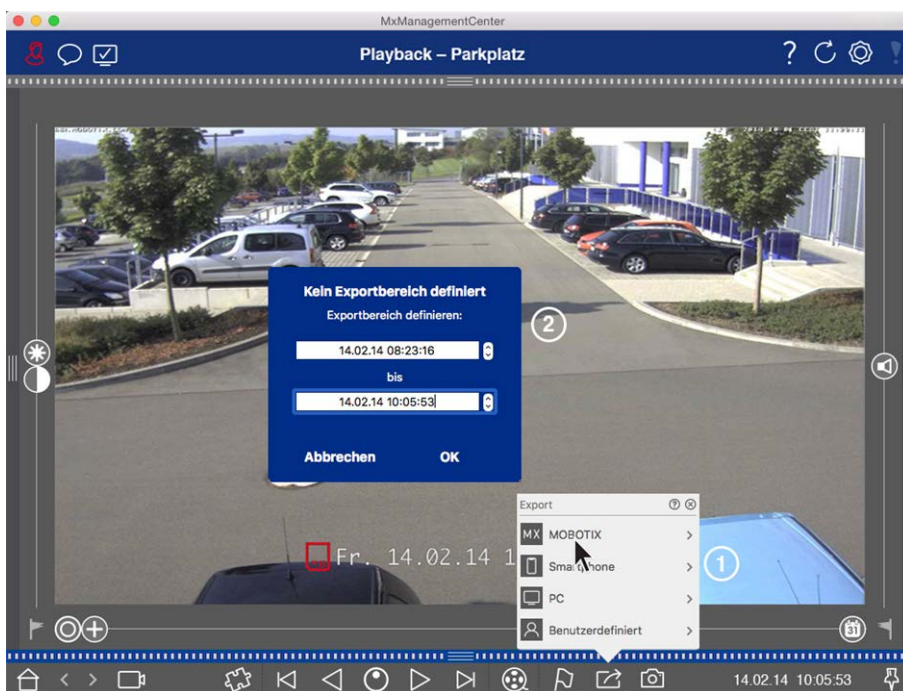 MxManagementCenter
Playback – Parkplatz
?
Kein Exportbereich definiert
Exportbereich definieren:
14.02.14 08:23:16
bis
14.02.14 10:05:53
Abbrechen OK
2
Export ?
MX MOBOTIX
Smartphone
PC
Benutzerdefiniert
1
Fr. 14.02.14 1
31
14.02.14 10:05:53